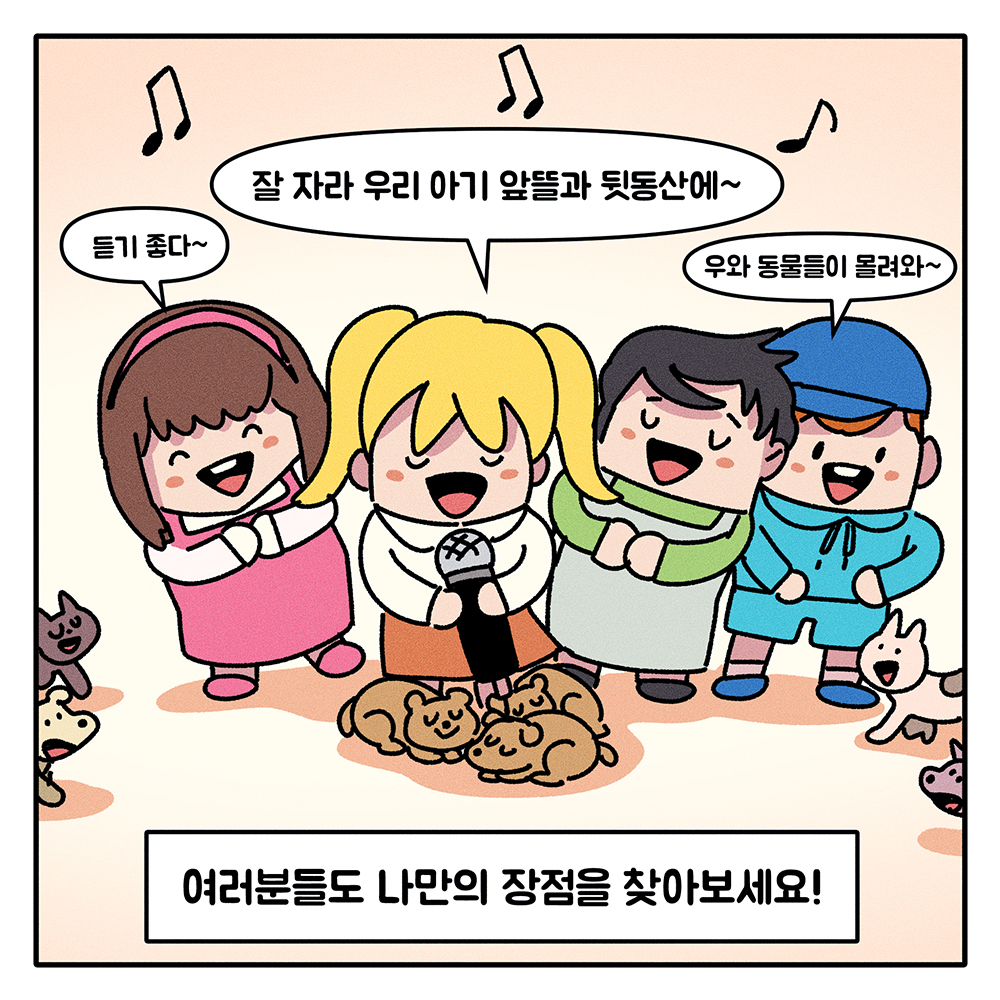 잘 자라 우리 아기 앞뜰과 뒷동산에~
듣기 좋다~
우와 동물들이 몰려와~
여러분들도 나만의 장점을 찾아보세요!